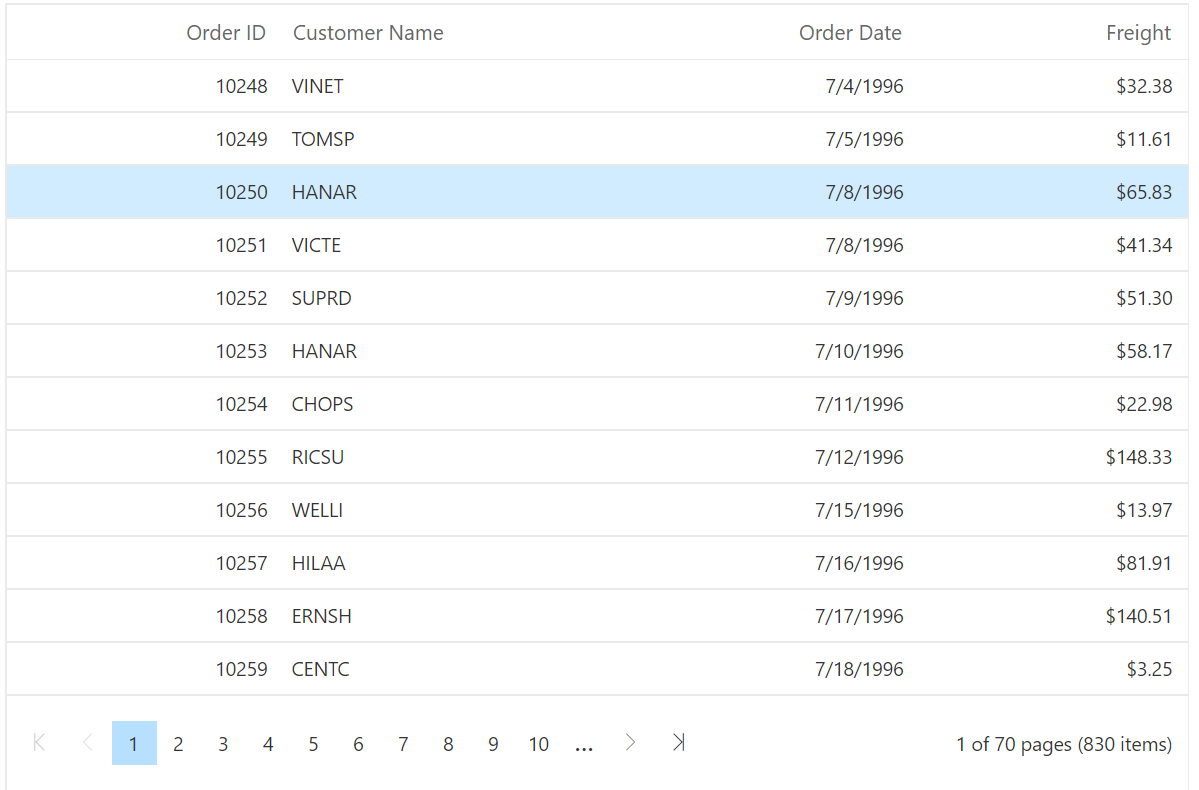 Order ID Customer Name Order Date Freight
10248 VINET 7/4/1996 $32.38
10249 TOMSP 7/5/1996 $11.61
10250 HANAR 7/8/1996 $65.83
10251 VICTE 7/8/1996 $41.34
10252 SUPRD 7/9/1996 $51.30
10253 HANAR 7/10/1996 $58.17
10254 CHOPS 7/11/1996 $22.98
10255 RICSU 7/12/1996 $148.33
10256 WELLI 7/15/1996 $13.97
10257 HILAA 7/16/1996 $81.91
10258 ERNSH 7/17/1996 $140.51
10259 CENTC 7/18/1996 $3.25
1 2 3 4 5 6 7 8 9 10 ... 1 of 70 pages (830 items)